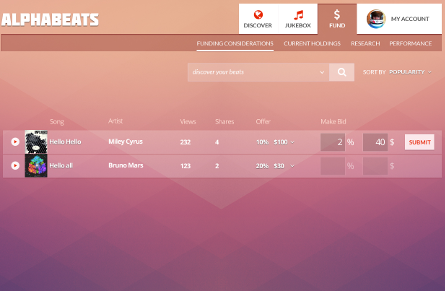 ALPHABEATS
DISCOVER JUKEBOX $ FUND MY ACCOUNT
FUNDING CONSIDERATIONS CURRENT HOLDINGS RESEARCH PERFORMANCE
discover your beats SORT BY POPULARITY
Song Artist Views Shares Offer Make Bid
Hello Hello Miley Cyrus 232 4 10% $100 2 % 40 $ SUBMIT
Hello all Bruno Mars 123 2 20% $30 % $